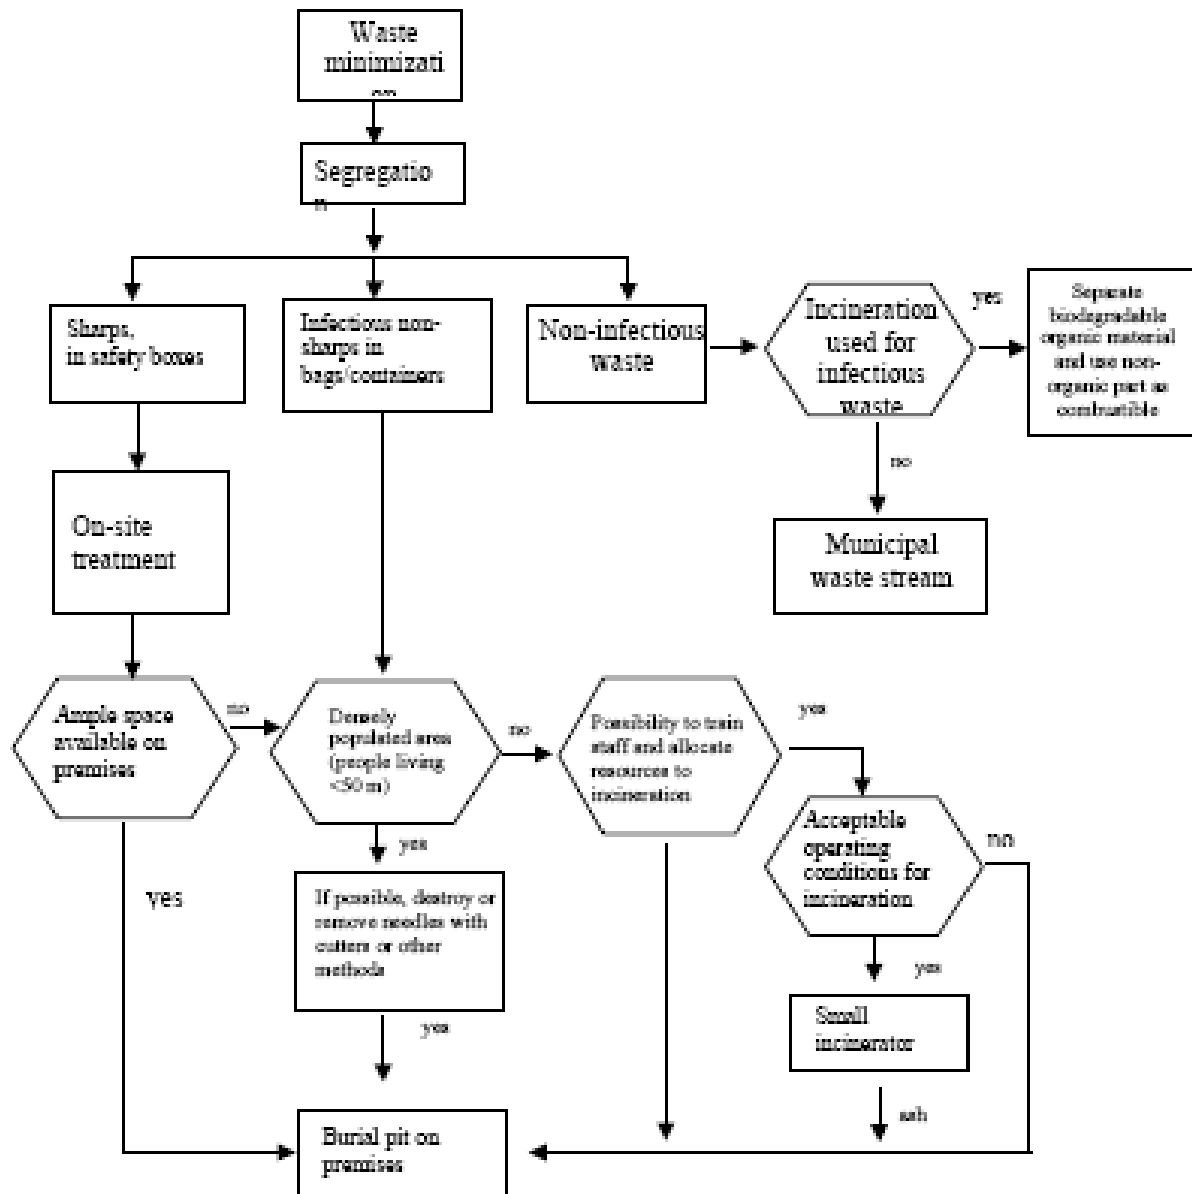 Waste
minimizati
on
Segregatio
n
Sharps,
in safety boxes
Infectious non-
sharps in
bags/containers
Non-infectious
waste
Incineration
used for
infectious
waste
yes
Separate
biodegradable
organic material
and use non-
organic part as
combustible
no
Municipal
waste stream
On-site
treatment
Ample space
available on
premises
no
Densely
populated area
(people living
<50 m)
no
Possibility to train
staff and allocate
resources to
incineration
yes
Acceptable
operating
conditions for
incineration
no
yes
yes
If possible, destroy or
remove needles with
cutters or other
methods
yes
yes
Small
incinerator
ash
Burial pit on
premises